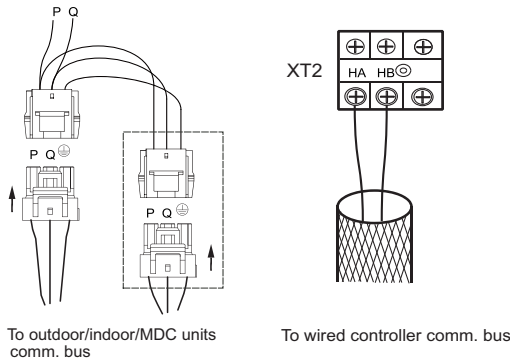 P Q
P Q
P Q
To outdoor/indoor/MDC units
comm. bus
XT2
HA HB
To wired controller comm. bus